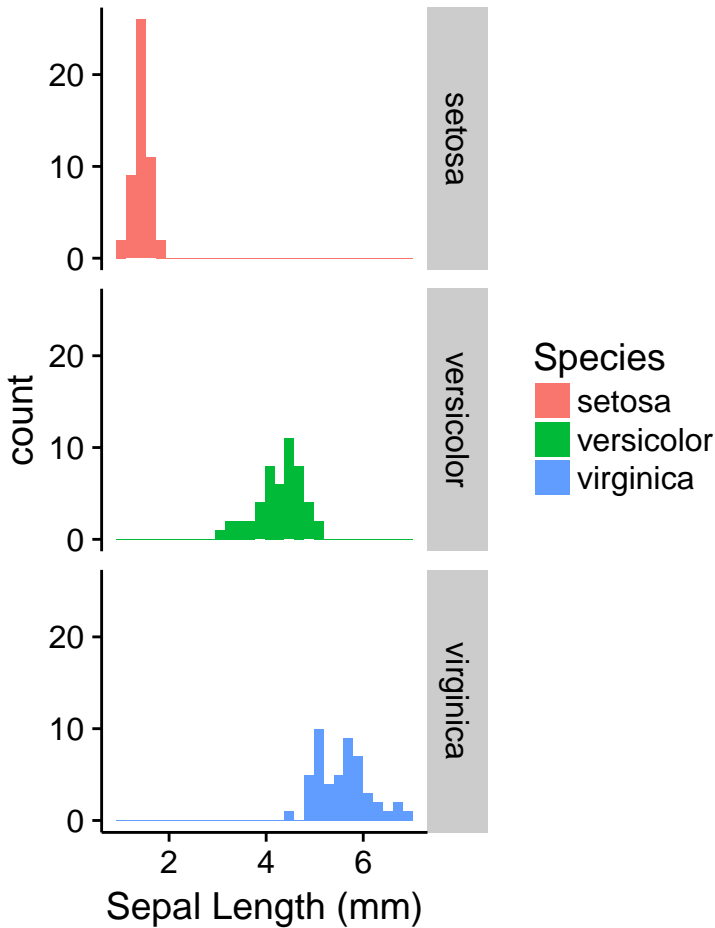 20
10
0
setosa
20
10
0
versicolor
20
10
0
virginica
count
2 4 6
Sepal Length (mm)
Species
setosa
versicolor
virginica